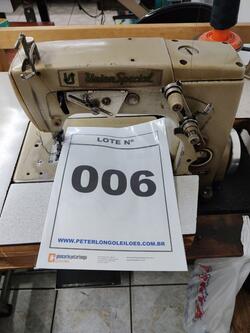 Union Special
LOTE Nº
006
WWW.PETERLONGOLEILOES.COM.BR